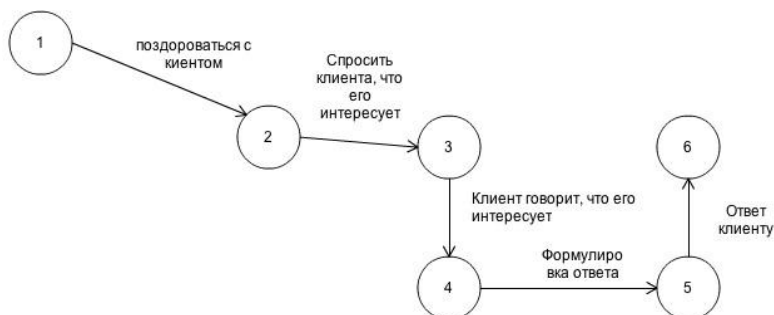 1
поздороваться с
киентом
2
Спросить
клиента, что
его
интересует
3
Клиент говорит, что его
интересует
4
Формулиро
вка ответа
5
Ответ
клиенту
6